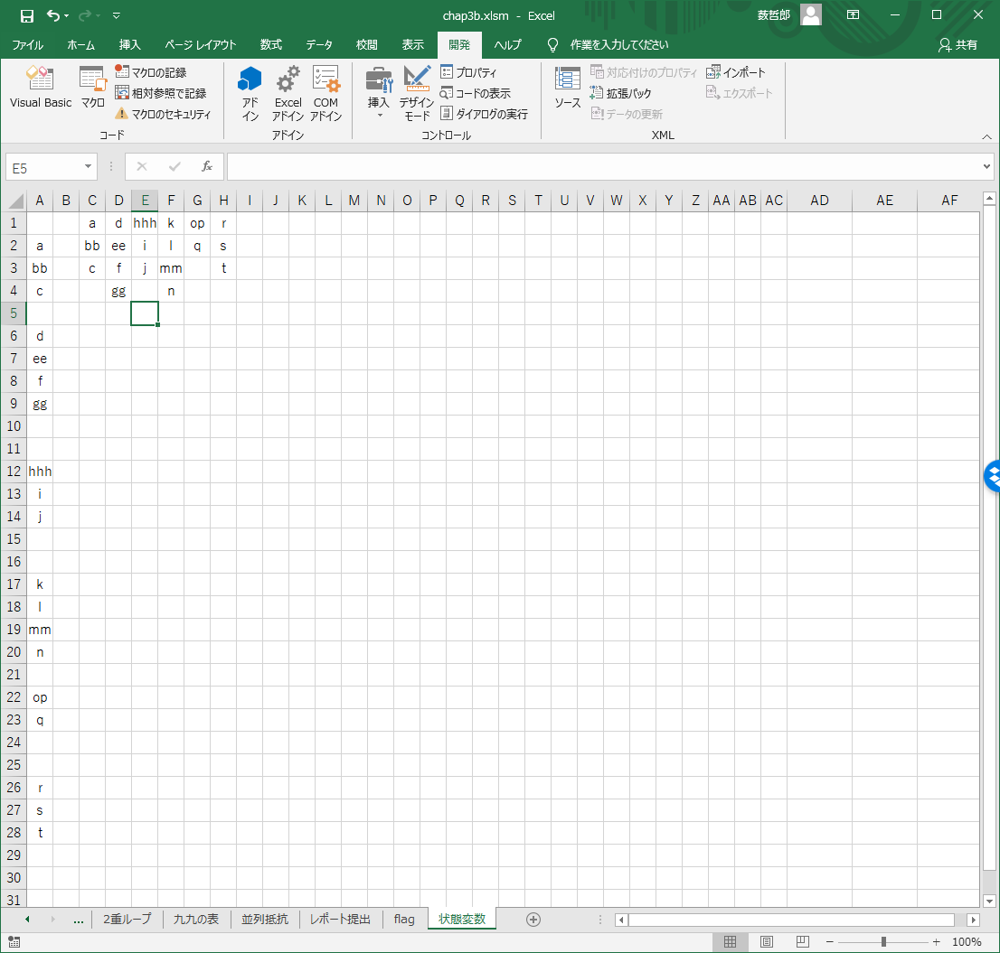 chap3b.xlsm - Excel
薮哲郎
ファイル ホーム 挿入 ページ レイアウト 数式 データ 校閲 表示 開発 ヘルプ 作業を入力してください 共有
Visual Basic
マクロ
マクロの記録
相対参照で記録
マクロのセキュリティ
コード
アド
イン
Excel
アドイン
COM
アドイン
アドイン
挿入
デザイン
モード
プロパティ
コードの表示
ダイアログの実行
コントロール
ソース
対応付けのプロパティ
拡張パック
データの更新
インポート
エクスポート
XML
E5
fx
A B C D E F G H I J K L M N O P Q R S T U V W X Y Z AA AB AC AD AE AF
1 a d hhh k op r
2 a bb ee i l q s
3 bb c f j mm t
4 c gg n
5
6 d
7 ee
8 f
9 gg
10
11
12 hhh
13 i
14 j
15
16
17 k
18 l
19 mm
20 n
21
22 op
23 q
24
25
26 r
27 s
28 t
29
30
31
... 2重ループ 九九の表 並列抵抗 レポート提出 flag 状態変数
100%